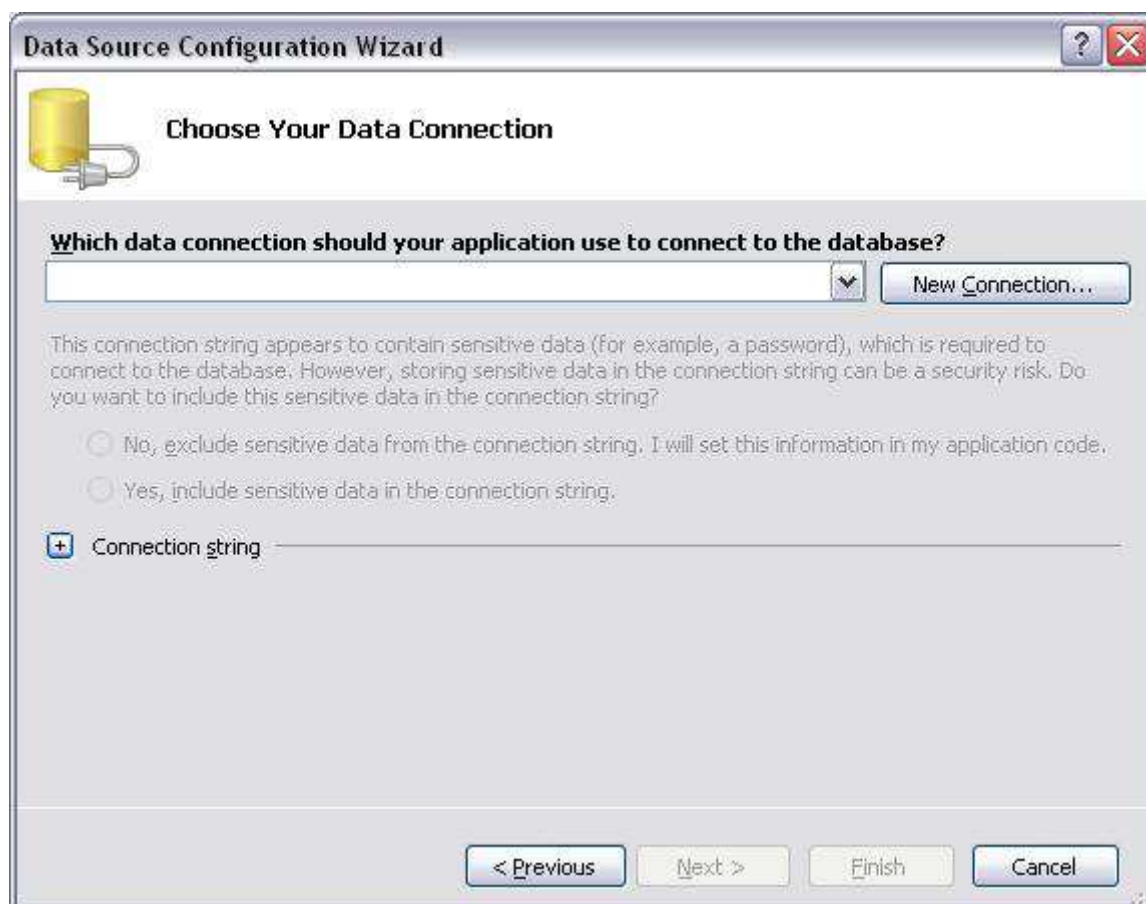 Data Source Configuration Wizard
Choose Your Data Connection
Which data connection should your application use to connect to the database?
New Connection...
This connection string appears to contain sensitive data (for example, a password), which is required to
connect to the database. However, storing sensitive data in the connection string can be a security risk. Do
you want to include this sensitive data in the connection string?
No, exclude sensitive data from the connection string. I will set this information in my application code.
Yes, include sensitive data in the connection string.
Connection string
< Previous
Next >
Finish
Cancel